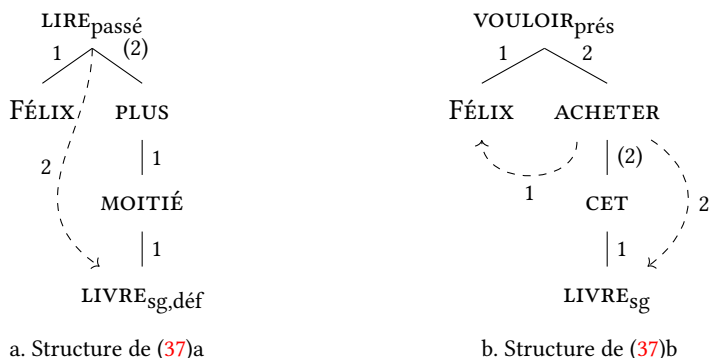 LIREpassé
1 (2)
FÉLIX PLUS
1
2
MOITIÉ
1
LIVREsg,déf
a. Structure de (37)a
VOULOIRprés
1 2
FÉLIX ACHETER
(2)
1
CET
2
1
LIVREsg
b. Structure de (37)b